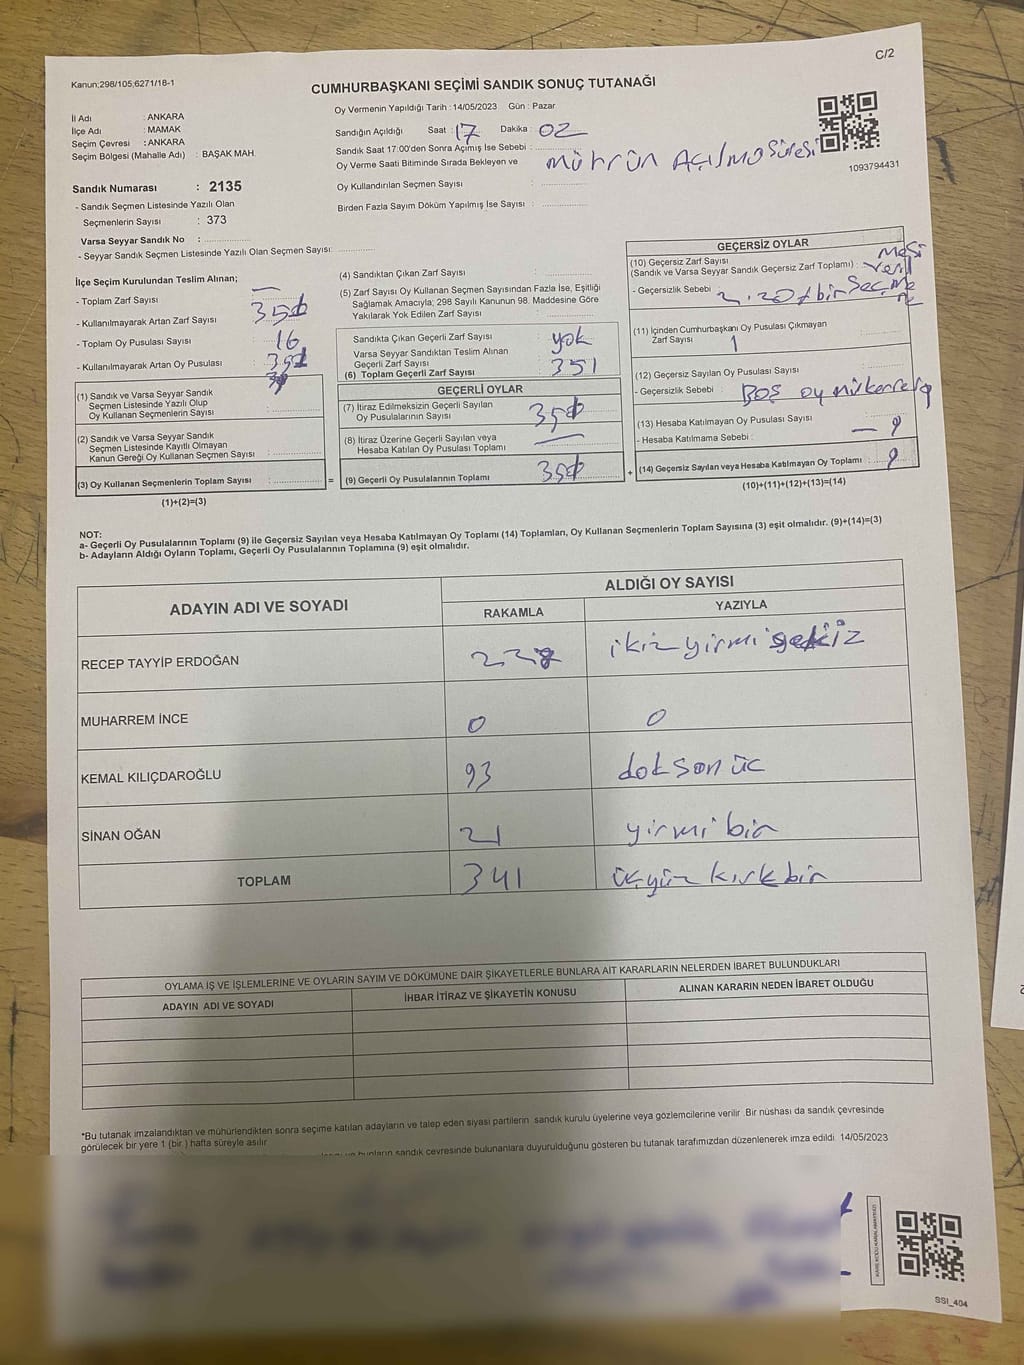 C/2
Kanun:298/105;6271/16-1
CUMHURBAŞKANI SEÇİMİ SANDIK SONUÇ TUTANAĞI
İl Adı : ANKARA
İlçe Adı : MAMAK
Seçim Çevresi : ANKARA
Seçim Bölgesi (Mahalle Adı) : BAŞAK MAH.
Oy Vermenin Yapıldığı Tarih : 14/05/2023 Gün : Pazar
Sandığın Açıldığı Saat : 17 Dakika : 02
Sandık Saat 17:00'den Sonra Açılmış İse Sebebi :
Oy Verme Saati Bitiminde Sırada Bekleyen ve
mührün Açılma Süresi
Oy Kullandırılan Seçmen Sayısı :
Birden Fazla Sayım Döküm Yapılmış İse Sayısı :
1093794431
Sandık Numarası : 2135
- Sandık Seçmen Listesinde Yazılı Olan
Seçmenlerin Sayısı : 373
Varsa Seyyar Sandık No :
- Seyyar Sandık Seçmen Listesinde Yazılı Olan Seçmen Sayısı:
İlçe Seçim Kurulundan Teslim Alınan;
- Toplam Zarf Sayısı : —
- Kullanılmayarak Artan Zarf Sayısı
- Toplam Oy Pusulası Sayısı : 16
- Kullanılmayarak Artan Oy Pusulası
(1) Sandık ve Varsa Seyyar Sandık
Seçmen Listesinde Yazılı Olup
Oy Kullanan Seçmenlerin Sayısı :
(2) Sandık ve Varsa Seyyar Sandık
Seçmen Listesinde Kayıtlı Olmayan
Kanun Gereği Oy Kullanan Seçmen Sayısı :
(3) Oy Kullanan Seçmenlerin Toplam Sayısı :
(1)+(2)=(3)
=
(4) Sandıktan Çıkan Zarf Sayısı :
(5) Zarf Sayısı Oy Kullanan Seçmen Sayısından Fazla İse, Eşitliği
Sağlamak Amacıyla; 298 Sayılı Kanunun 98. Maddesine Göre
Yakılarak Yok Edilen Zarf Sayısı :
Sandıkta Çıkan Geçerli Zarf Sayısı : yok
Varsa Seyyar Sandıktan Teslim Alınan
Geçerli Zarf Sayısı
(6) Toplam Geçerli Zarf Sayısı : 351
GEÇERLİ OYLAR
(7) İtiraz Edilmeksizin Geçerli Sayılan
Oy Pusulalarının Sayısı
(8) İtiraz Üzerine Geçerli Sayılan veya
Hesaba Katılan Oy Pusulası Toplamı —
(9) Geçerli Oy Pusulalarının Toplamı
+
GEÇERSİZ OYLAR
(10) Geçersiz Zarf Sayısı
(Sandık ve Varsa Seyyar Sandık Geçersiz Zarf Toplamı) :
- Geçersizlik Sebebi :
(11) İçinden Cumhurbaşkanı Oy Pusulası Çıkmayan
Zarf Sayısı 1
(12) Geçersiz Sayılan Oy Pusulası Sayısı
- Geçersizlik Sebebi : Boş oy
(13) Hesaba Katılmayan Oy Pusulası Sayısı
- Hesaba Katılmama Sebebi : — 9
(14) Geçersiz Sayılan veya Hesaba Katılmayan Oy Toplamı : 9
(10)+(11)+(12)+(13)=(14)
NOT:
a- Geçerli Oy Pusulalarının Toplamı (9) ile Geçersiz Sayılan veya Hesaba Katılmayan Oy Toplamı (14) Toplamları, Oy Kullanan Seçmenlerin Toplam Sayısına (3) eşit olmalıdır. (9)+(14)=(3)
b- Adayların Aldığı Oyların Toplamı, Geçerli Oy Pusulalarının Toplamına (9) eşit olmalıdır.
ADAYIN ADI VE SOYADI
ALDIĞI OY SAYISI
RAKAMLA YAZIYLA
RECEP TAYYİP ERDOĞAN ikiz yirmi sekiz
MUHARREM İNCE 0 0
KEMAL KILIÇDAROĞLU 93 doksan üç
SİNAN OĞAN 21 yirmi bir
TOPLAM 341 üçyüz kırk bir
OYLAMA İŞ VE İŞLEMLERİNE VE OYLARIN SAYIM VE DÖKÜMÜNE DAİR ŞİKAYETLERLE BUNLARA AİT KARARLARIN NELERDEN İBARET BULUNDUKLARI
ADAYIN ADI VE SOYADI İHBAR İTİRAZ VE ŞİKAYETİN KONUSU ALINAN KARARIN NEDEN İBARET OLDUĞU
*Bu tutanak imzalandıktan ve mühürlendikten sonra seçime katılan adayların ve talep eden siyasi partilerin sandık kurulu üyelerine veya gözlemcilerine verilir .Bir nüshası da sandık çevresinde
görülecek bir yere 1 (bir ) hafta süreyle asılır.
bunların sandık çevresinde bulunanlara duyurulduğunu gösteren bu tutanak tarafımızdan düzenlenerek imza edildi. 14/05/2023
KARE KODU KARALAMAYINIZ!
SSI_404